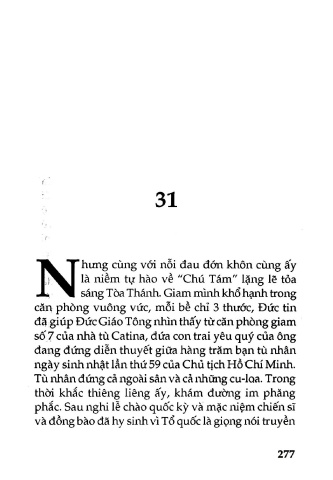 31
Nhưng cùng với nỗi đau đớn khôn cùng ấy
là niềm tự hào về “Chú Tám” lặng lẽ tỏa
sáng Tòa Thánh. Giam mình khổ hạnh trong
căn phòng vuông vức, mỗi bề chỉ 3 thước, Đức tin
đã giúp Đức Giáo Tông nhìn thấy từ căn phòng giam
số 7 của nhà tù Catina, đứa con trai yêu quý của ông
đang đứng diễn thuyết giữa hàng trăm bạn tù nhân
ngày sinh nhật lần thứ 59 của Chủ tịch Hồ Chí Minh.
Tù nhân đứng cả ngoài sân và cả những cu-loa. Trong
thời khắc thiêng liêng ấy, khám đường im phăng
phắc. Sau nghi lễ chào quốc kỳ và mặc niệm chiến sĩ
và đồng bào đã hy sinh vì Tổ quốc là giọng nói truyền
277